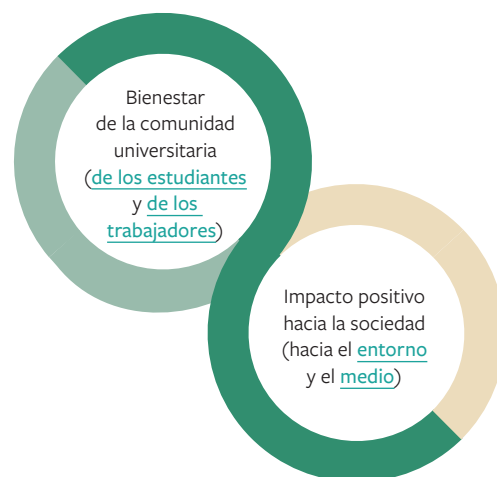 Bienestar
de la comunidad
universitaria
(de los estudiantes
y de los
trabajadores)
Impacto positivo
hacia la sociedad
(hacia el entorno
y el medio)